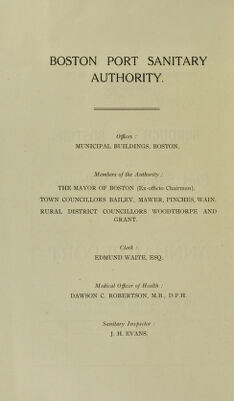 BOSTON PORT SANITARY
AUTHORITY.
Offices :
MUNICIPAL BUILDINGS, BOSTON.
Members of the Authority :
THE MAYOR OF BOSTON (Ex-officio Chairman).
TOWN COUNCILLORS BAILEY, MAWER, PINCHES, WAIN.
RURAL DISTRICT COUNCILLORS WOODTHORPE AND
GRANT.
Clerk :
EDMUND WAITE, ESQ.
Medical Officer of Health :
DAWSON C. ROBERTSON, M.B., D.P.H.
Sanitary Inspector :
J. H. EVANS.